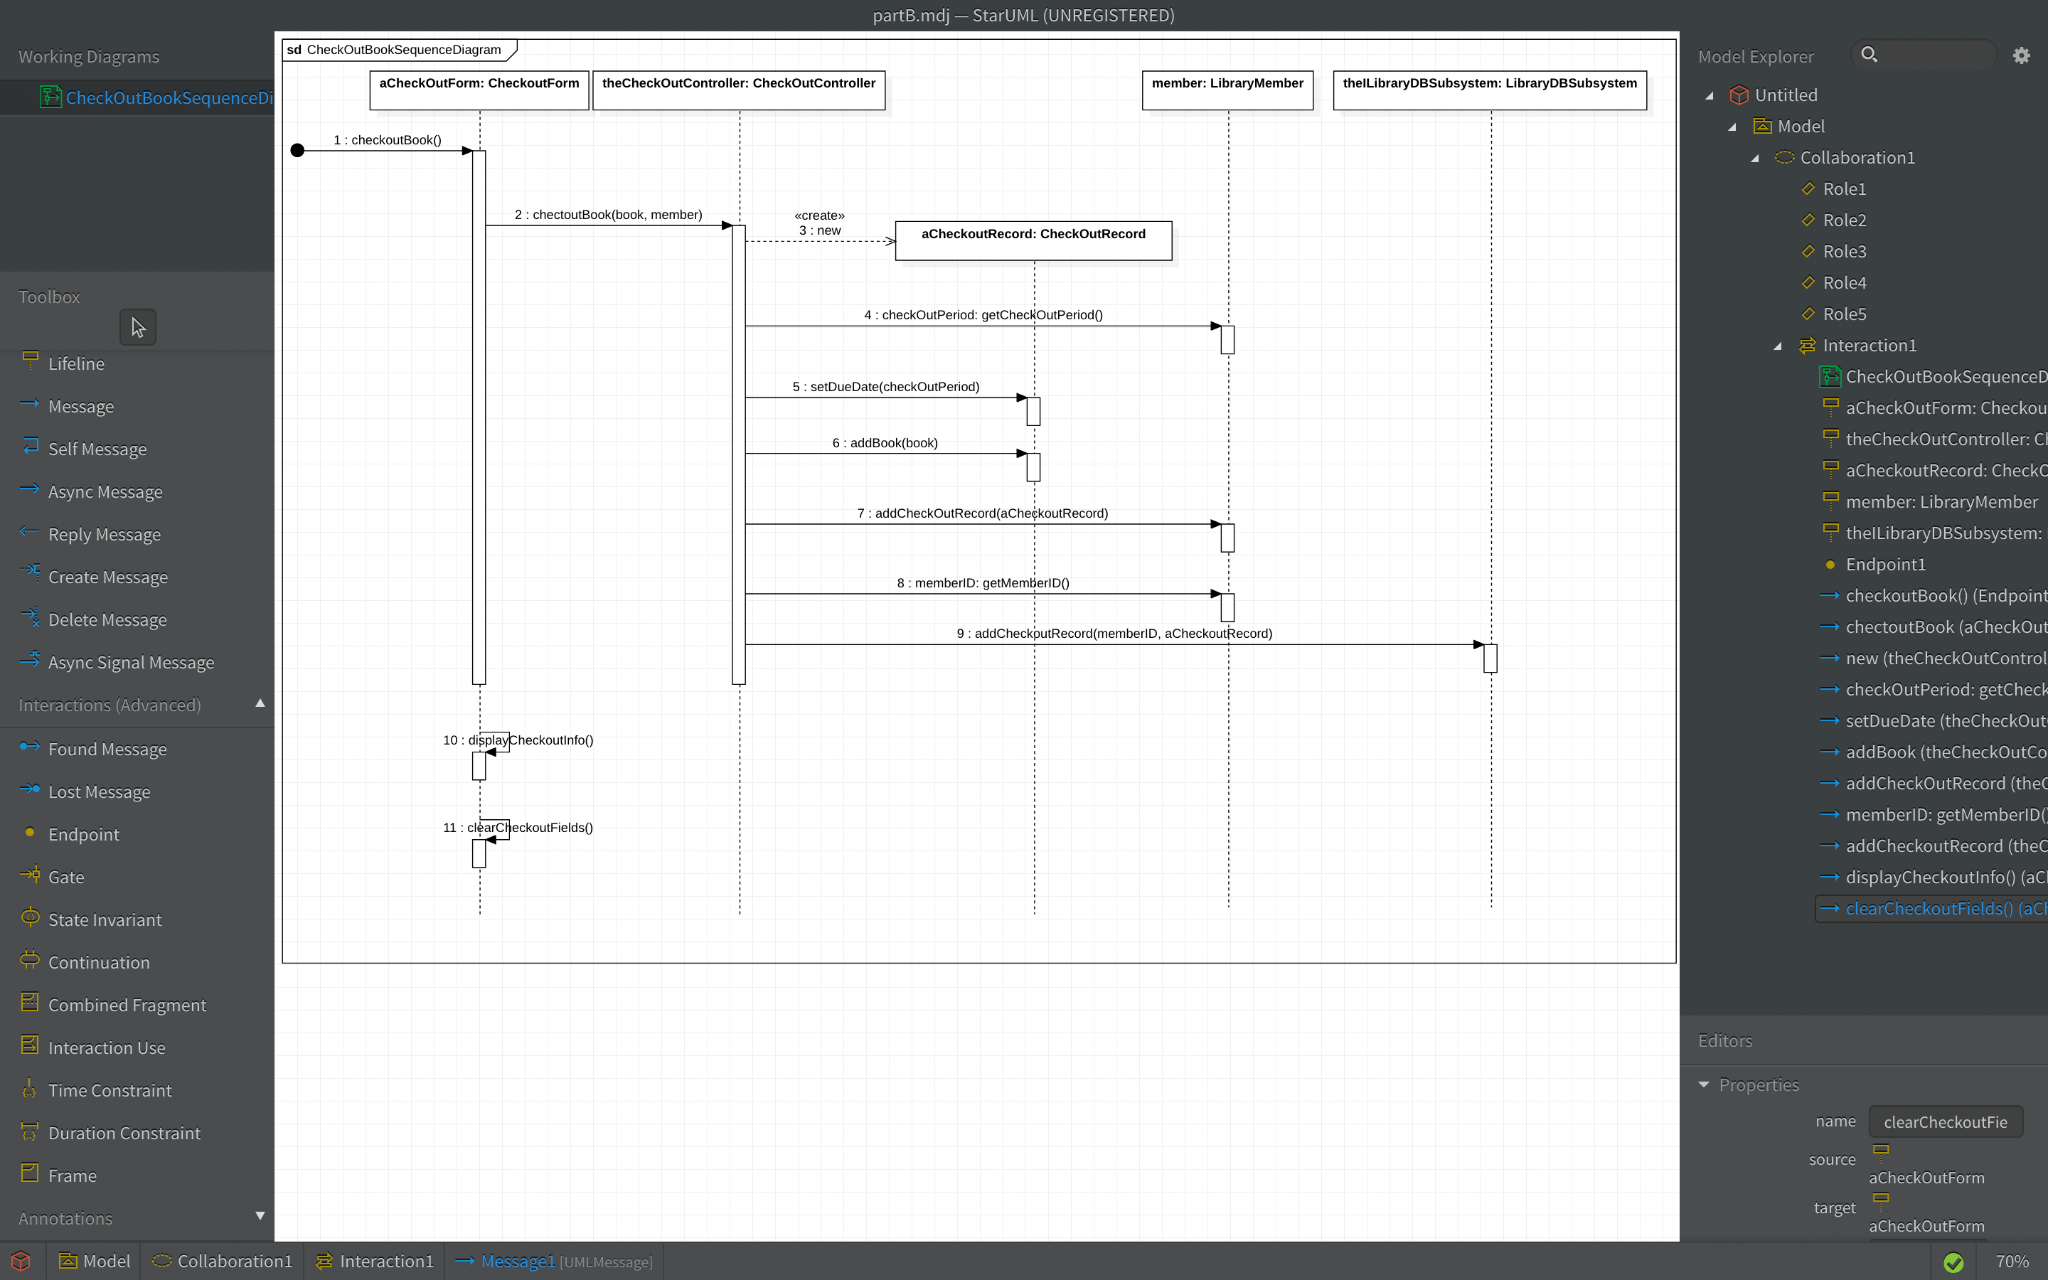 partB.mdj — StarUML (UNREGISTERED)
Working Diagrams
CheckOutBookSequenceDi
Toolbox
Lifeline
Message
Self Message
Async Message
Reply Message
Create Message
Delete Message
Async Signal Message
Interactions (Advanced)
Found Message
Lost Message
Endpoint
Gate
State Invariant
Continuation
Combined Fragment
Interaction Use
Time Constraint
Duration Constraint
Frame
Annotations
sd CheckOutBookSequenceDiagram
aCheckOutForm: CheckoutForm
theCheckOutController: CheckOutController
member: LibraryMember
theILibraryDBSubsystem: LibraryDBSubsystem
1 : checkoutBook()
2 : chectoutBook(book, member)
«create»
3 : new
aCheckoutRecord: CheckOutRecord
4 : checkOutPeriod: getCheckOutPeriod()
5 : setDueDate(checkOutPeriod)
6 : addBook(book)
7 : addCheckOutRecord(aCheckoutRecord)
8 : memberID: getMemberID()
9 : addCheckoutRecord(memberID, aCheckoutRecord)
10 : displayCheckoutInfo()
11 : clearCheckoutFields()
Model Explorer
Untitled
Model
Collaboration1
Role1
Role2
Role3
Role4
Role5
Interaction1
CheckOutBookSequenceD
aCheckOutForm: Checkou
theCheckOutController: Ch
aCheckoutRecord: CheckO
member: LibraryMember
theILibraryDBSubsystem:
Endpoint1
checkoutBook() (Endpoint
chectoutBook (aCheckOut
new (theCheckOutControl
checkOutPeriod: getCheck
setDueDate (theCheckOut
addBook (theCheckOutCo
addCheckOutRecord (theC
memberID: getMemberID()
addCheckoutRecord (theC
displayCheckoutInfo() (aCh
clearCheckoutFields() (aCh
Editors
Properties
name clearCheckoutFie
source
aCheckOutForm
target
aCheckOutForm
Model Collaboration1 Interaction1 Message1 [UMLMessage] 70%